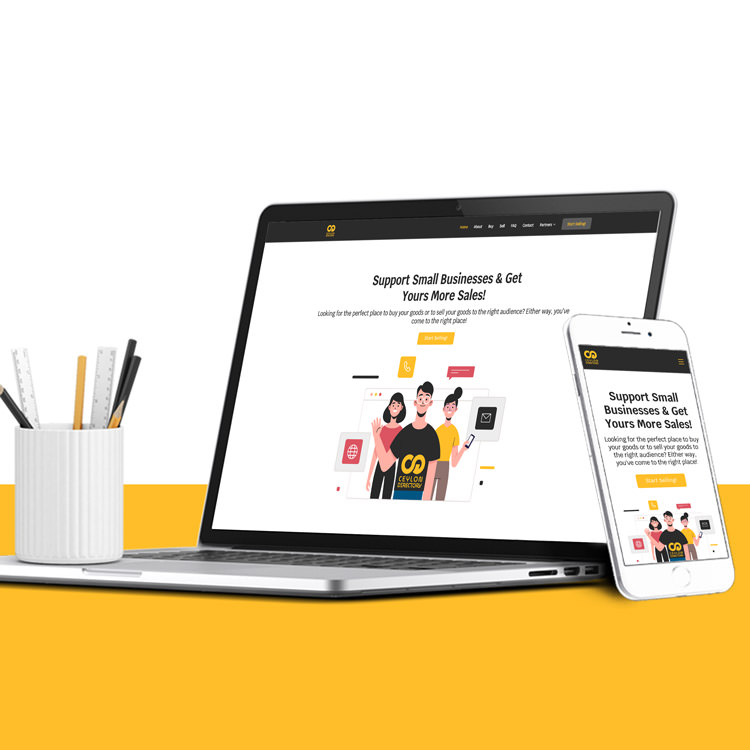 CEYLON
DIRECTORY
Home About Buy Sell FAQ Contact Partners Start Selling!
Support Small Businesses & Get
Yours More Sales!
Looking for the perfect place to buy your goods or to sell your goods to the right audience? Either way, you've
come to the right place!
Start Selling!
CEYLON
DIRECTORY
CEYLON
DIRECTORY
Support Small
Businesses & Get
Yours More Sales!
Looking for the perfect place to buy
your goods or to sell your goods to
the right audience? Either way,
you've come to the right place!
Start Selling!